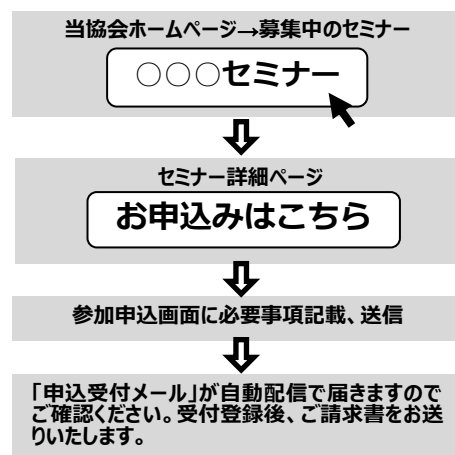 当協会ホームページ→募集中のセミナー
○○○セミナー
セミナー詳細ページ
お申込みはこちら
参加申込画面に必要事項記載、送信
「申込受付メール」が自動配信で届きますので
ご確認ください。受付登録後、ご請求書をお送
りいたします。